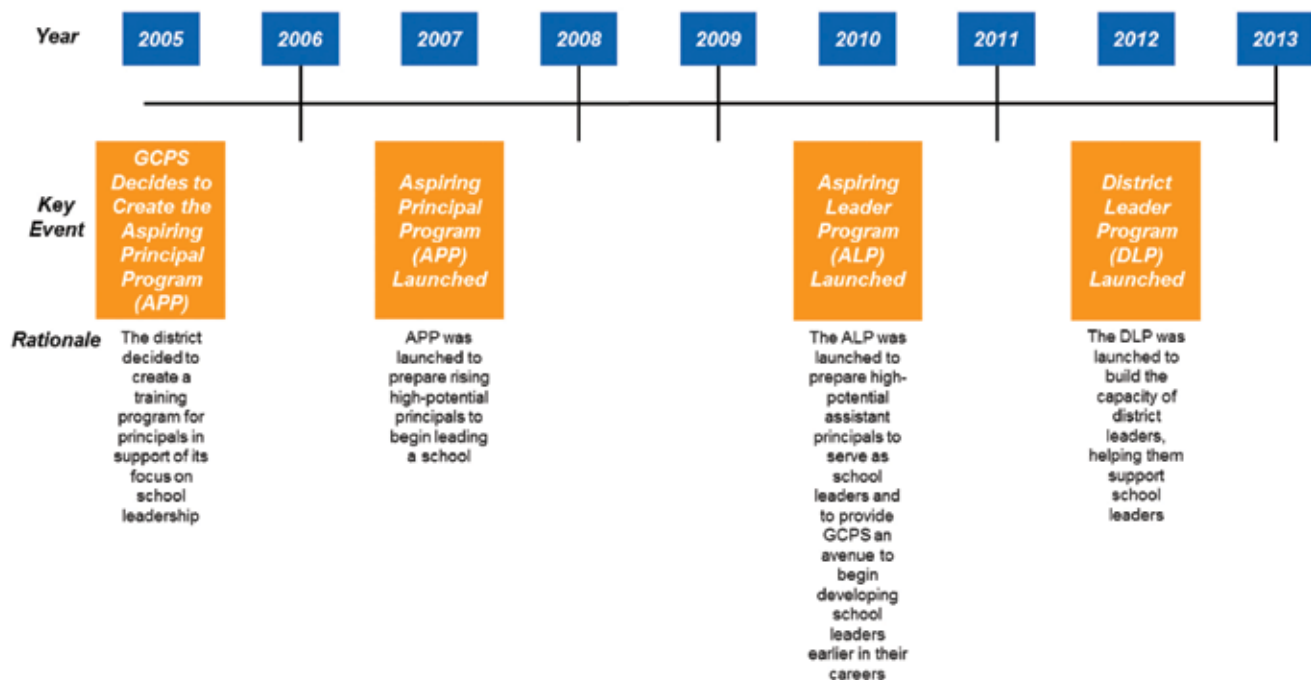 Year
2005
2006
2007
2008
2009
2010
2011
2012
2013
Key
Event
GCPS
Decides to
Create the
Aspiring
Principal
Program
(APP)
Aspiring
Principal
Program
(APP)
Launched
Aspiring
Leader
Program
(ALP)
Launched
District
Leader
Program
(DLP)
Launched
Rationale
The district
decided to
create a
training
program for
principals in
support of its
focus on
school
leadership
APP was
launched to
prepare rising
high-potential
principals to
begin leading
a school
The ALP was
launched to
prepare high-
potential
assistant
principals to
serve as
school
leaders and
to provide
GCPS an
avenue to
begin
developing
school
leaders
earlier in their
careers
The DLP was
launched to
build the
capacity of
district
leaders,
helping them
support
school
leaders